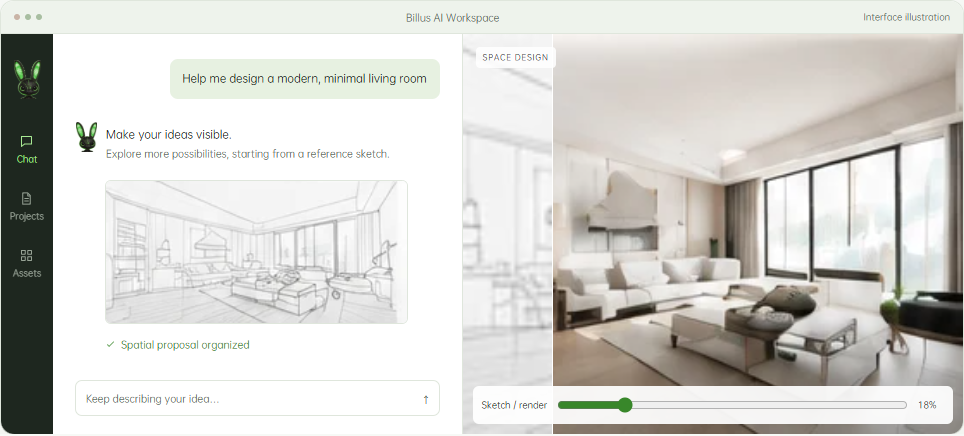 Billus AI Workspace
Interface illustration
Chat
Projects
Assets
Help me design a modern, minimal living room
Make your ideas visible.
Explore more possibilities, starting from a reference sketch.
✓ Spatial proposal organized
Keep describing your idea... ↑
SPACE DESIGN
Sketch / render 18%